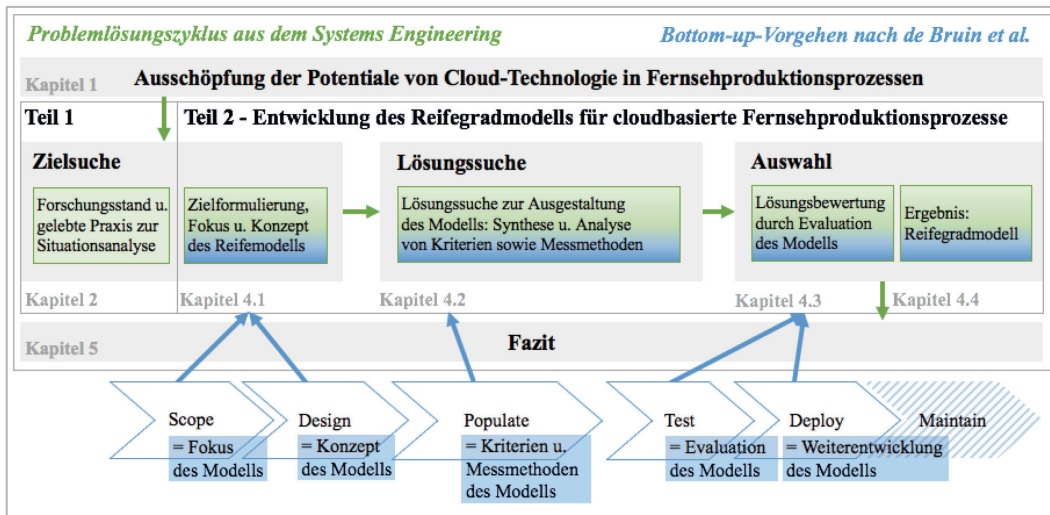 Problemlösungszyklus aus dem Systems Engineering
Bottom-up-Vorgehen nach de Bruin et al.
Kapitel 1
Ausschöpfung der Potentiale von Cloud-Technologie in Fernsehproduktionsprozessen
Teil 1
Teil 2 - Entwicklung des Reifegradmodells für cloudbasierte Fernsehproduktionsprozesse
Zielsuche
Forschungsstand u.
gelebte Praxis zur
Situationsanalyse
Zielformulierung,
Fokus u. Konzept
des Reifemodells
Lösungssuche
Lösungssuche zur Ausgestaltung
des Modells: Synthese u. Analyse
von Kriterien sowie Messmethoden
Auswahl
Lösungsbewertung
durch Evaluation
des Modells
Ergebnis:
Reifegradmodell
Kapitel 2
Kapitel 4.1
Kapitel 4.2
Kapitel 4.3
Kapitel 4.4
Kapitel 5
Fazit
Scope
= Fokus
des Modells
Design
= Konzept
des Modells
Populate
= Kriterien u.
Messmethoden
des Modells
Test
= Evaluation
des Modells
Deploy
= Weiterentwicklung
des Modells
Maintain